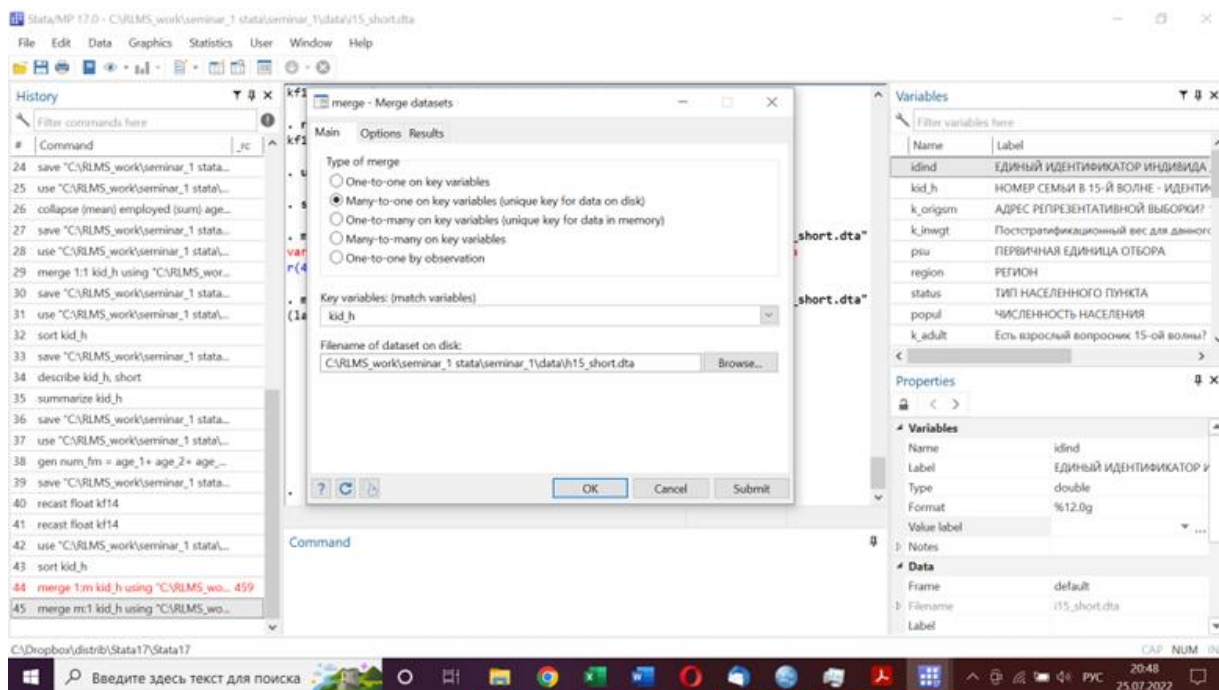 Stata/MP 17.0 - C:\RLMS_work\seminar_1 stata\seminar_1\data\i15_short.dta
File Edit Data Graphics Statistics User Window Help
History
Filter commands here
# Command _rc
24 save "C:\RLMS_work\seminar_1 stata...
25 use "C:\RLMS_work\seminar_1 stata\...
26 collapse (mean) employed (sum) age...
27 save "C:\RLMS_work\seminar_1 stata...
28 use "C:\RLMS_work\seminar_1 stata\...
29 merge 1:1 kid_h using "C:\RLMS_wor...
30 save "C:\RLMS_work\seminar_1 stata...
31 use "C:\RLMS_work\seminar_1 stata\...
32 sort kid_h
33 save "C:\RLMS_work\seminar_1 stata...
34 describe kid_h, short
35 summarize kid_h
36 save "C:\RLMS_work\seminar_1 stata...
37 use "C:\RLMS_work\seminar_1 stata\...
38 gen num_fm = age_1+ age_2+ age_...
39 save "C:\RLMS_work\seminar_1 stata...
40 recast float kf14
41 recast float kf14
42 use "C:\RLMS_work\seminar_1 stata\...
43 sort kid_h
44 merge 1:m kid_h using "C:\RLMS_wo... 459
45 merge m:1 kid_h using "C:\RLMS_wo...
kf1
. r
kf1
. u
. s
. m
var
r(4
. m
(la
.
_short.dta"
s
_short.dta"
merge - Merge datasets
Main Options Results
Type of merge
One-to-one on key variables
Many-to-one on key variables (unique key for data on disk)
One-to-many on key variables (unique key for data in memory)
Many-to-many on key variables
One-to-one by observation
Key variables: (match variables)
kid_h
Filename of dataset on disk:
C:\RLMS_work\seminar_1 stata\seminar_1\data\h15_short.dta Browse...
? C OK Cancel Submit
Command
Variables
Filter variables here
Name Label
idind ЕДИНЫЙ ИДЕНТИФИКАТОР ИНДИВИДА
kid_h НОМЕР СЕМЬИ В 15-Й ВОЛНЕ - ИДЕНТИ
k_origsm АДРЕС РЕПРЕЗЕНТАТИВНОЙ ВЫБОРКИ?
k_inwgt Постстратификационный вес для данного
psu ПЕРВИЧНАЯ ЕДИНИЦА ОТБОРА
region РЕГИОН
status ТИП НАСЕЛЕННОГО ПУНКТА
popul ЧИСЛЕННОСТЬ НАСЕЛЕНИЯ
k_adult Есть взрослый вопросник 15-ой волны?
Properties
Variables
Name idind
Label ЕДИНЫЙ ИДЕНТИФИКАТОР И
Type double
Format %12.0g
Value label
Notes
Data
Frame default
Filename i15_short.dta
Label
C:\Dropbox\distrib\Stata17\Stata17
CAP NUM IN
Введите здесь текст для поиска
РУС
20:48
25.07.2022